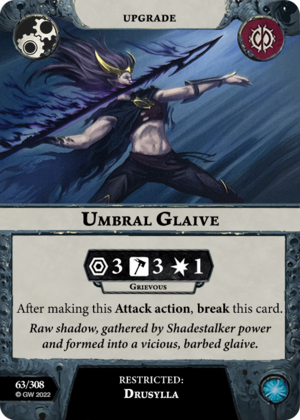 UPGRADE
UMBRAL GLAIVE
3 3 1
GRIEVOUS
After making this Attack action, break this card.
Raw shadow, gathered by Shadestalker power
and formed into a vicious, barbed glaive.
63/308
© GW 2022
RESTRICTED:
DRUSYLLA